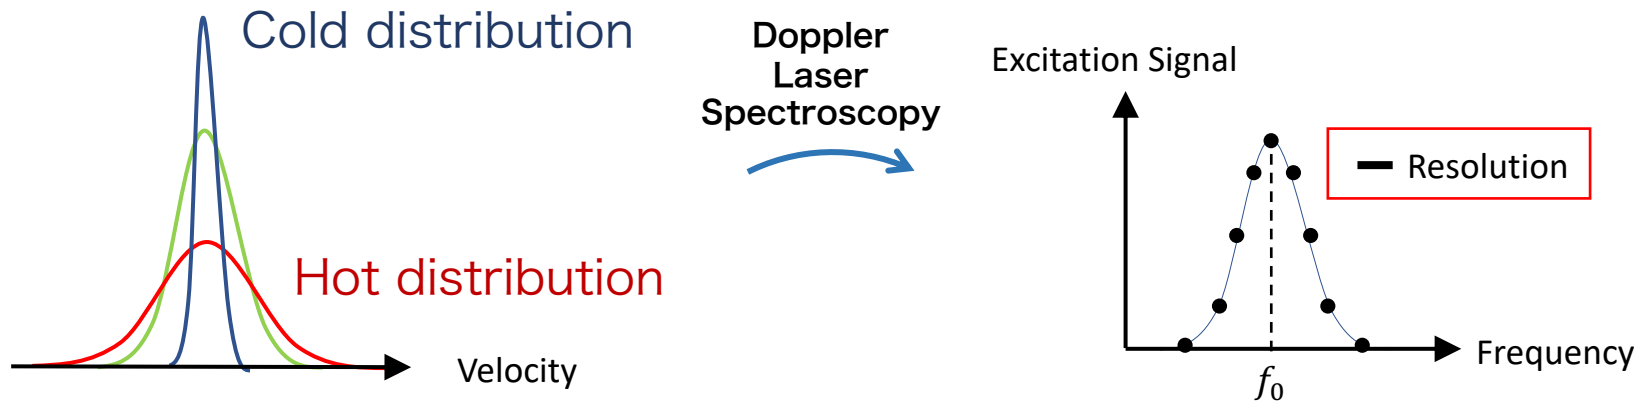 Cold distribution
Hot distribution
Velocity
Doppler
Laser
Spectroscopy
Excitation Signal
Resolution
Frequency
f₀